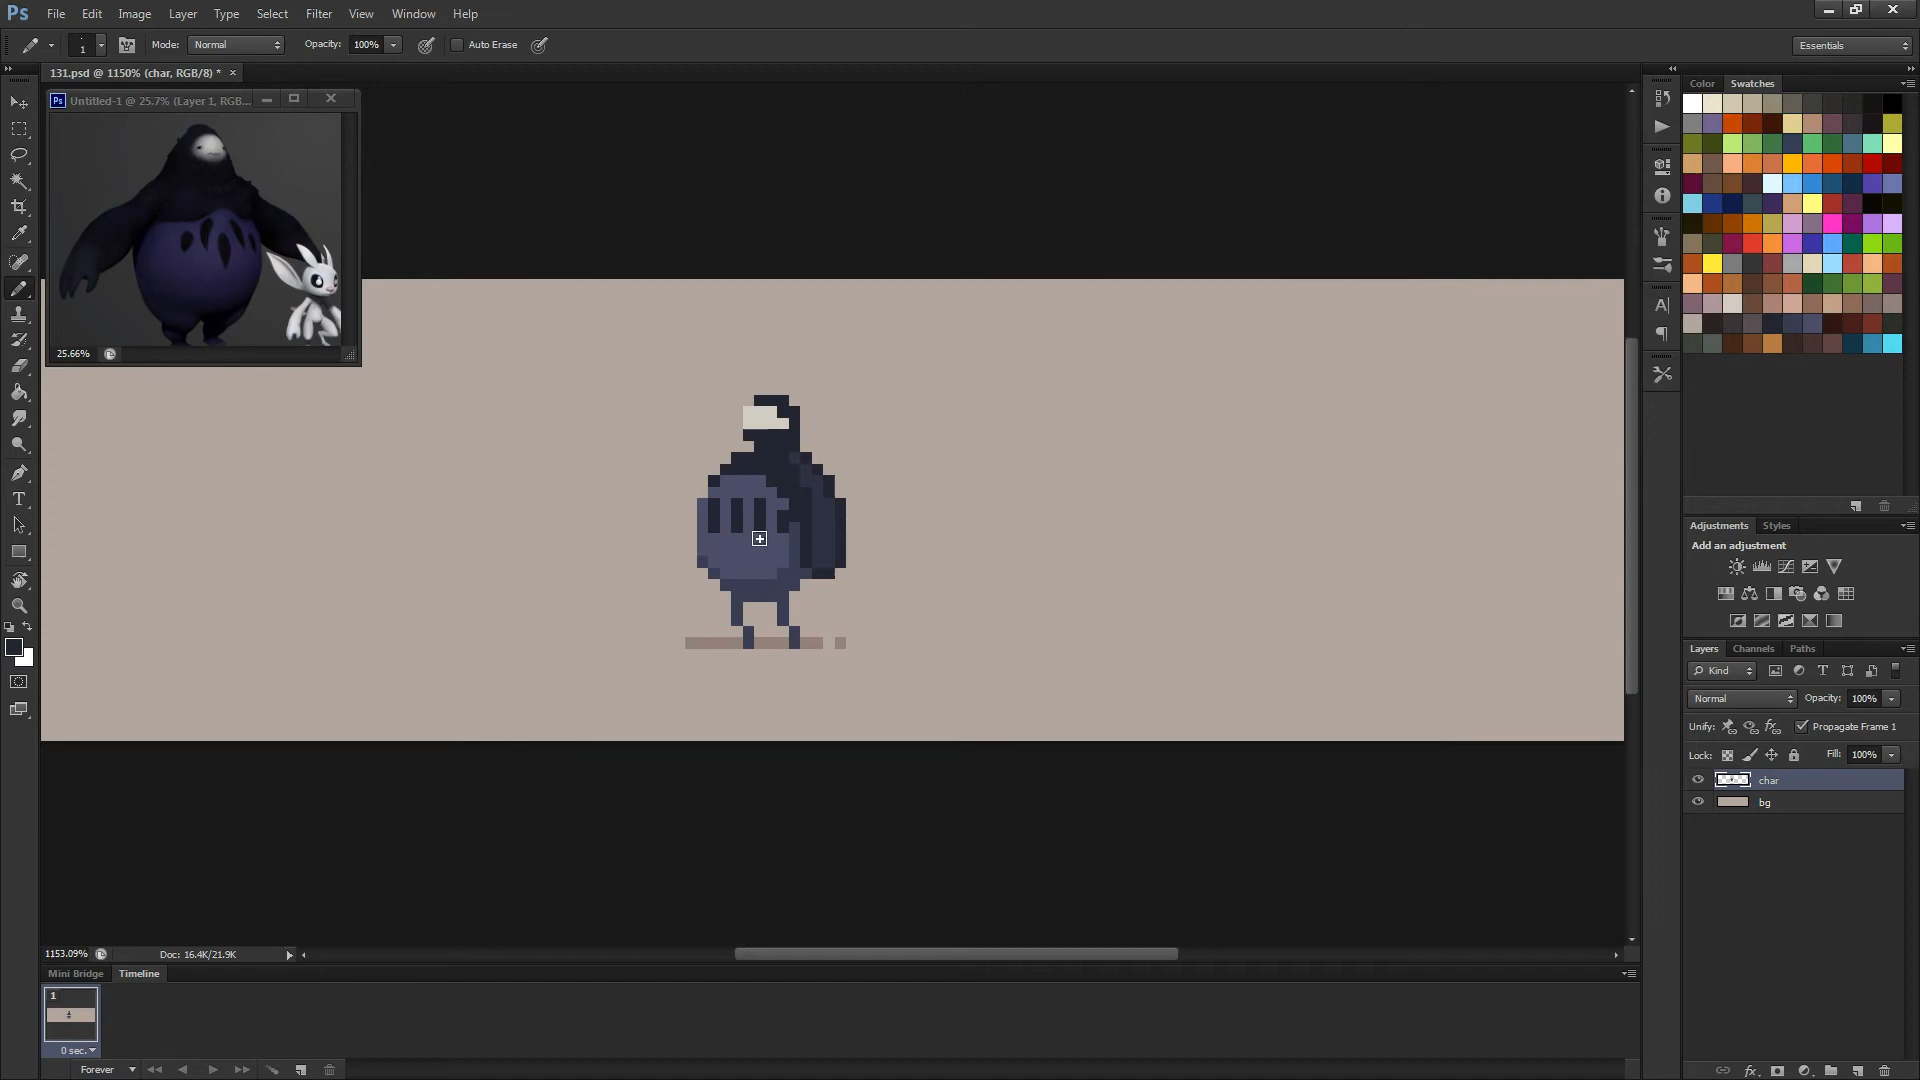 Ps File Edit Image Layer Type Select Filter View Window Help
1 Mode: Normal Opacity: 100% Auto Erase Essentials
131.psd @ 1150% (char, RGB/8) * ×
Ps Untitled-1 @ 25.7% (Layer 1, RGB...
25.66%
Color Swatches
Adjustments Styles
Add an adjustment
Layers Channels Paths
Kind
Normal Opacity: 100%
Unify: Propagate Frame 1
Lock: Fill: 100%
char
bg
1153.09% Doc: 16.4K/21.9K
Mini Bridge Timeline
1
0 sec.
Forever